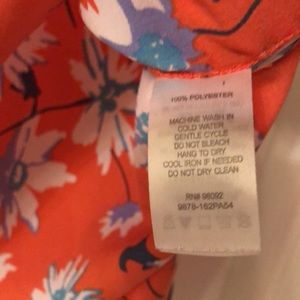 100% POLYESTER
MACHINE WASH IN
COLD WATER
GENTLE CYCLE
DO NOT BLEACH
HANG TO DRY
COOL IRON IF NEEDED
DO NOT DRY CLEAN
RN# 98092
9878-162PA54